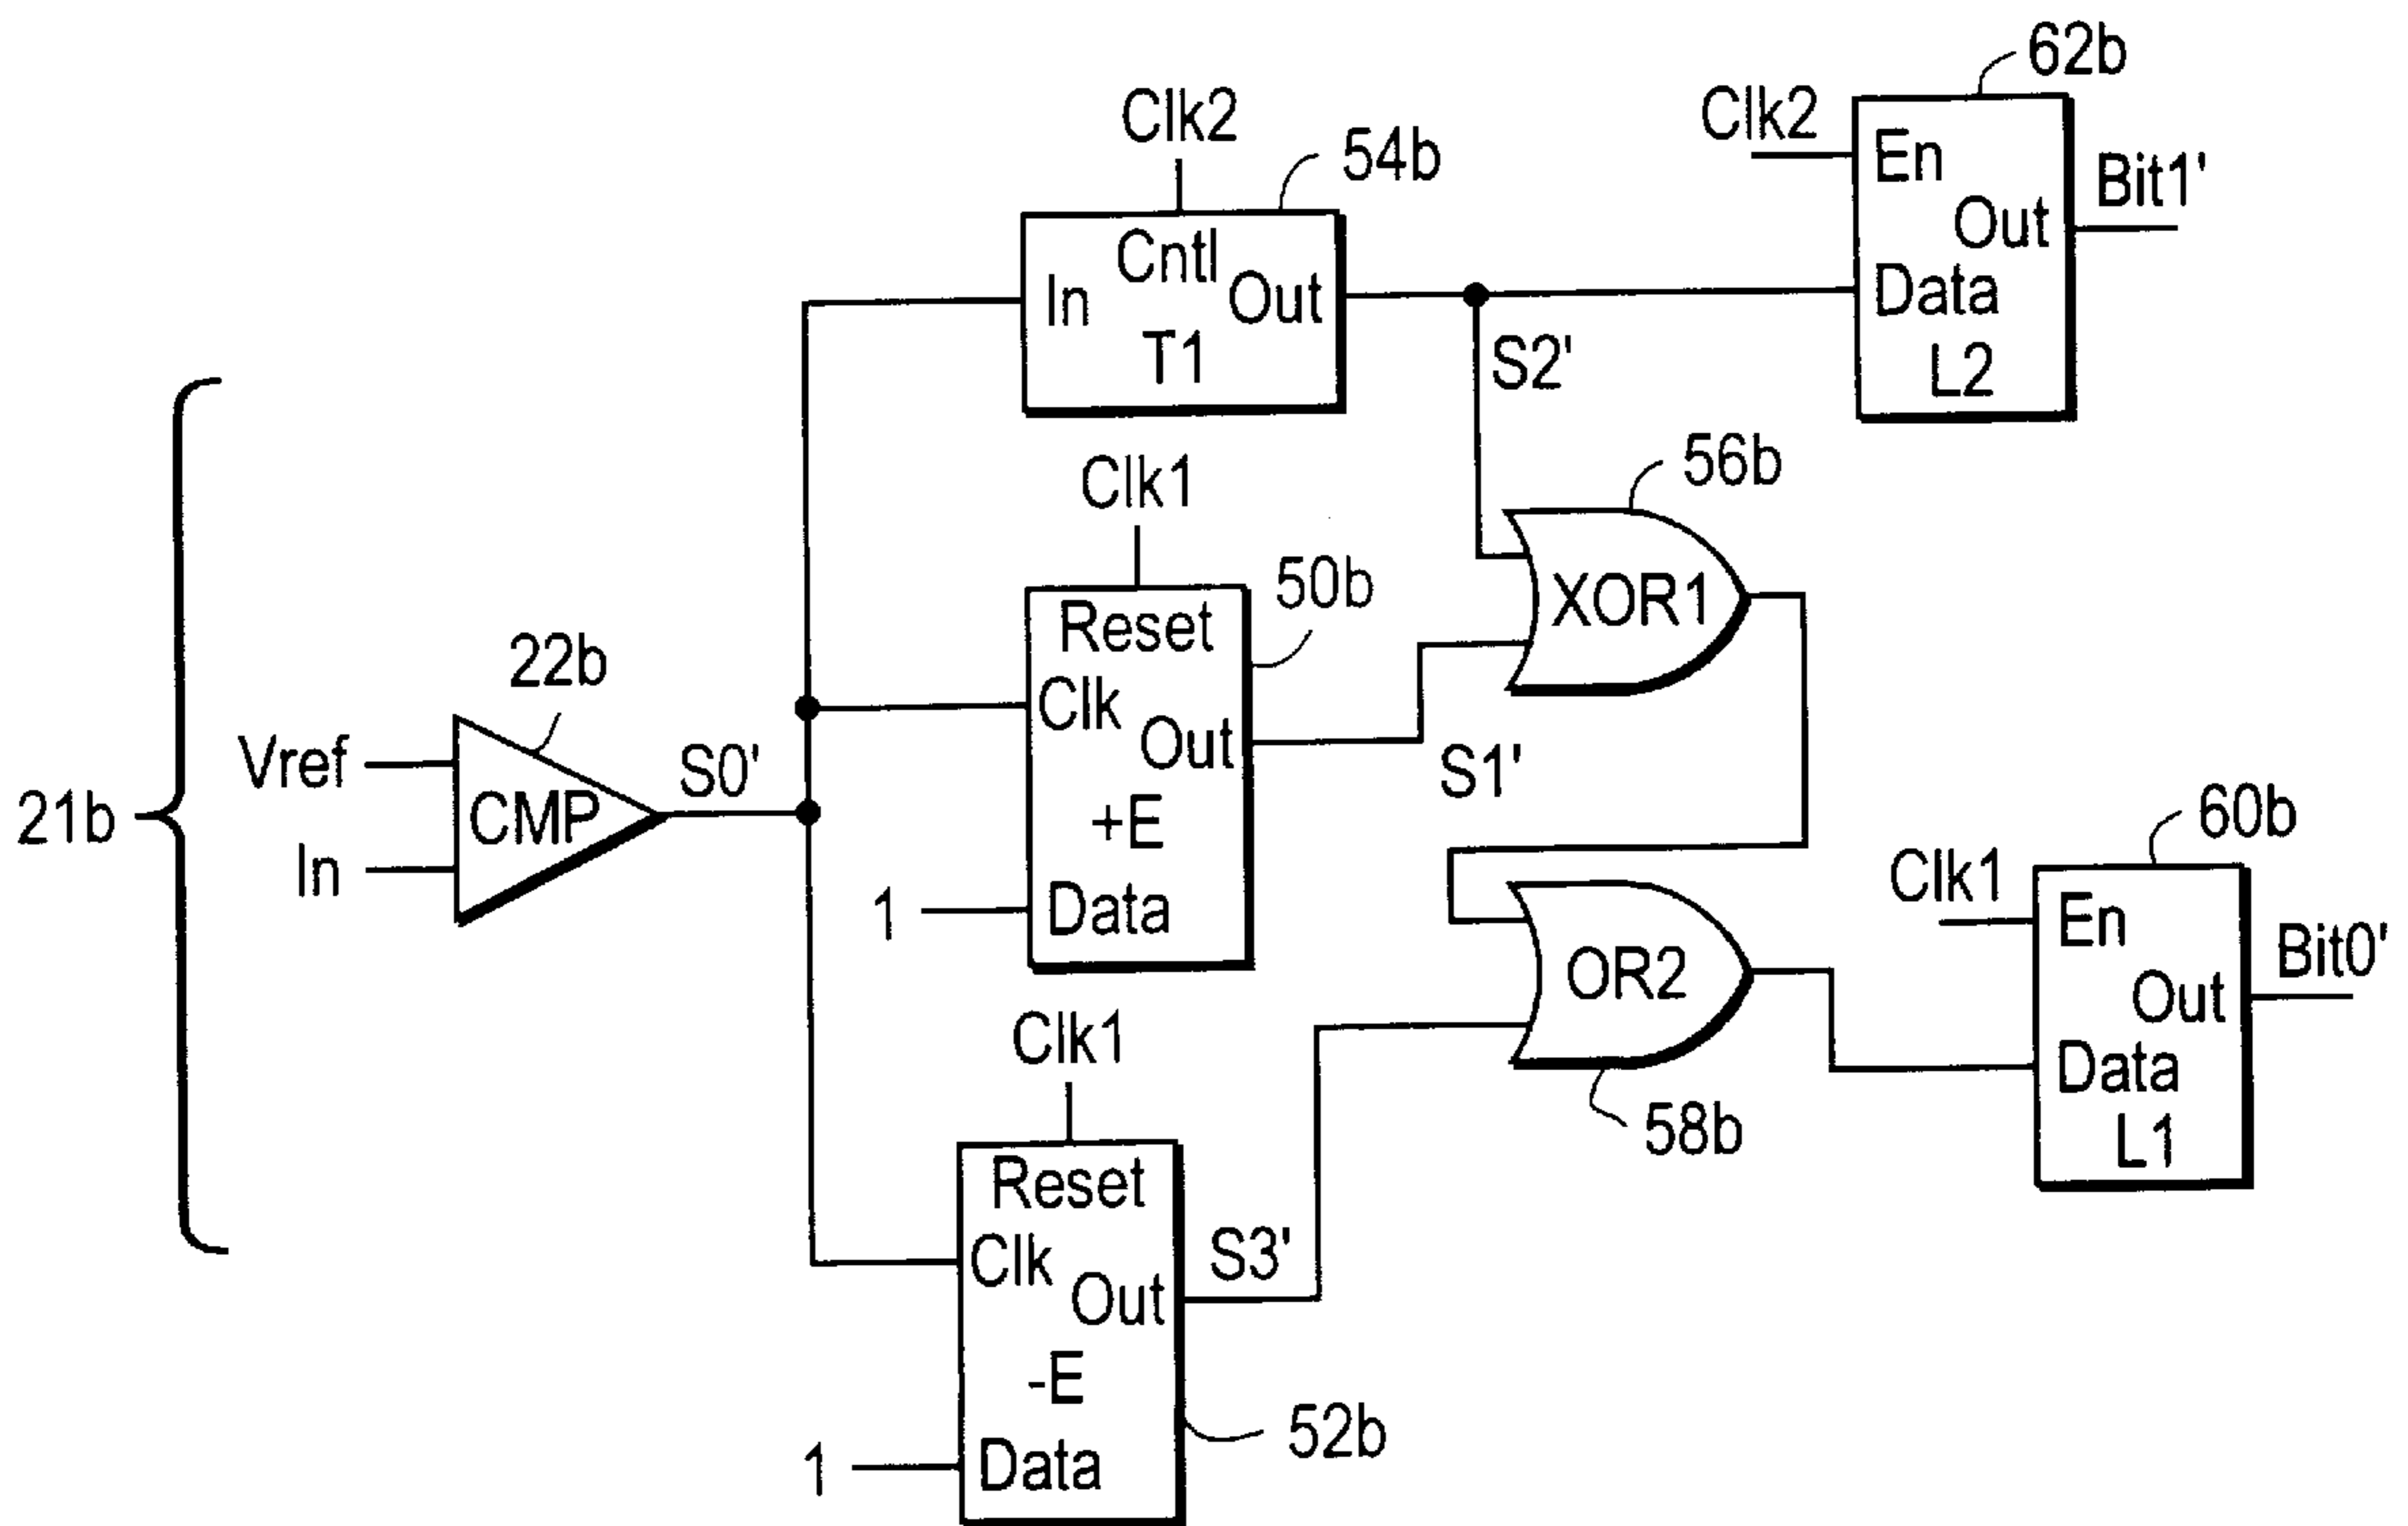 62b
Clk2
Clk2
54b
En
Bit1'
Out
Cntl
In
Out
Data
T1
S2'
L2
Clk1
56b
50b
XOR1
Reset
22b
Clk
Out
Vref
S0'
S1'
21b
CMP
+E
60b
In
Clk1
1
Data
En
OR2
Bit0'
Out
Clk1
Data
58b
L1
Reset
S3'
Clk
Out
-E
52b
1
Data